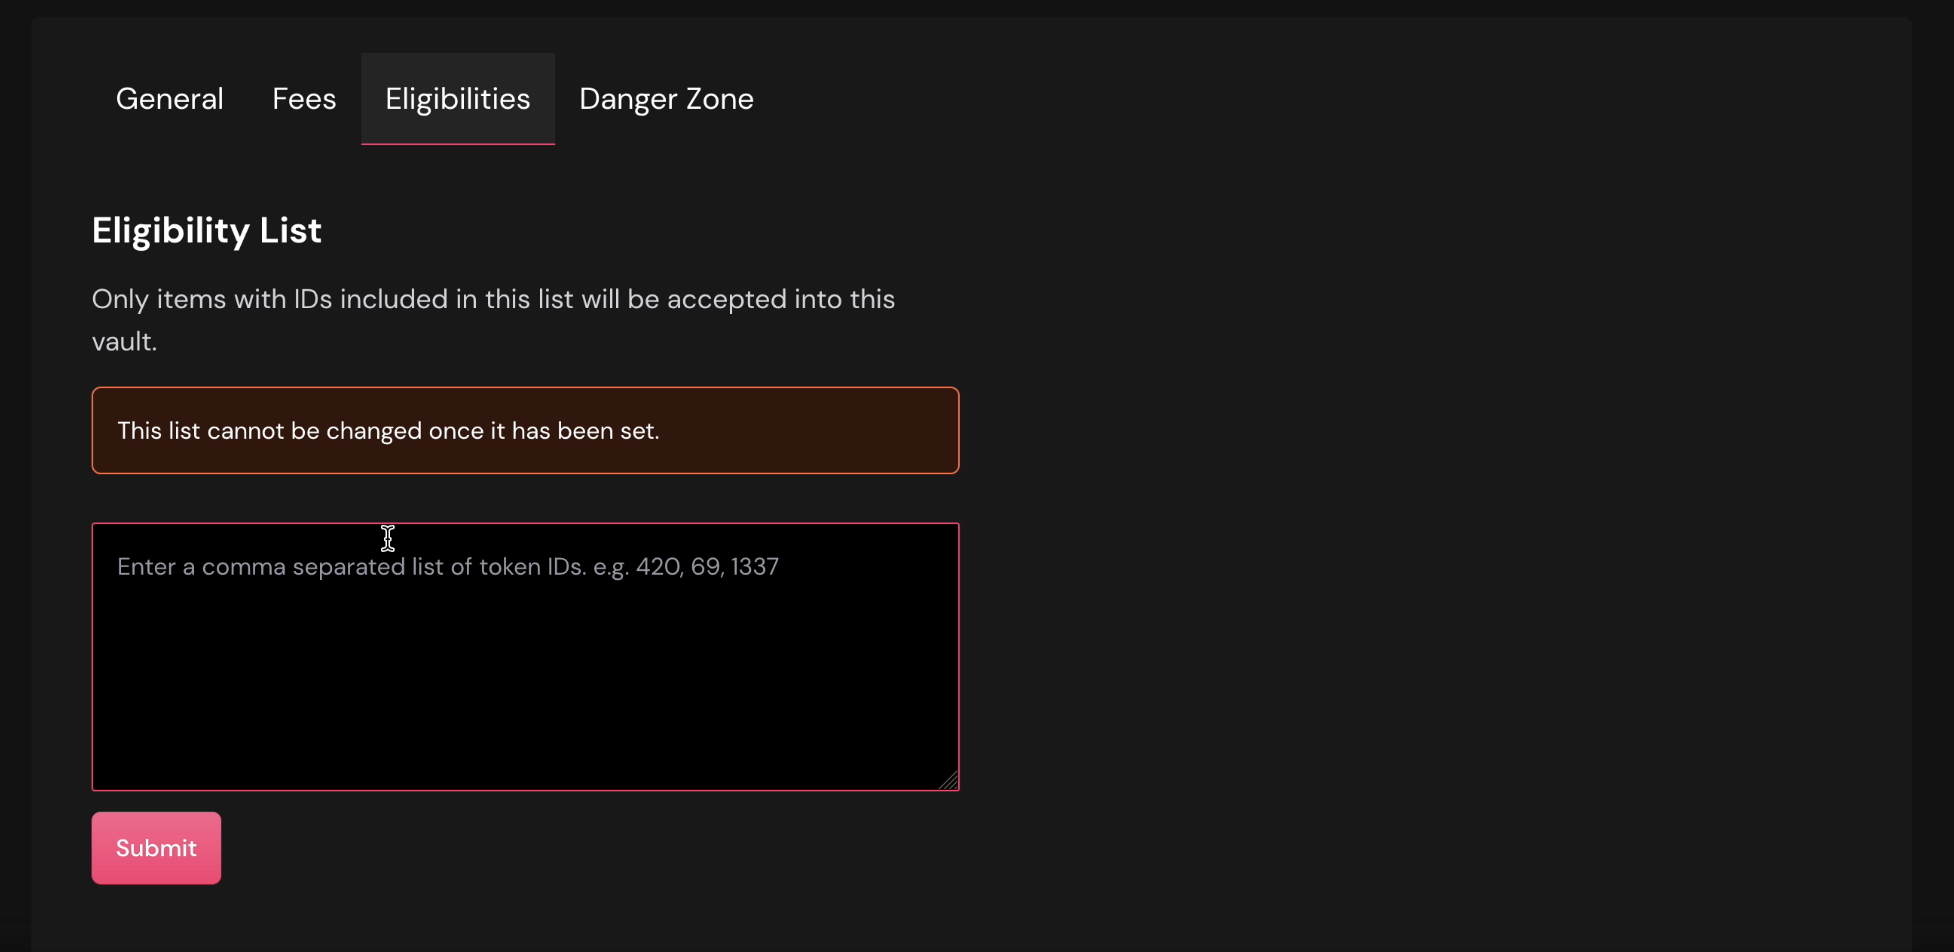 General Fees Eligibilities Danger Zone
Eligibility List
Only items with IDs included in this list will be accepted into this
vault.
This list cannot be changed once it has been set.
Enter a comma separated list of token IDs. e.g. 420, 69, 1337
Submit